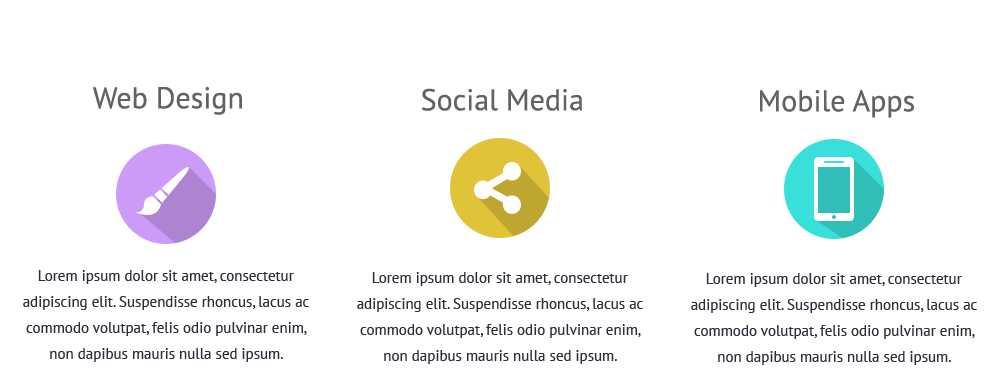 Web Design
Lorem ipsum dolor sit amet, consectetur
adipiscing elit. Suspendisse rhoncus, lacus ac
commodo volutpat, felis odio pulvinar enim,
non dapibus mauris nulla sed ipsum.
Social Media
Lorem ipsum dolor sit amet, consectetur
adipiscing elit. Suspendisse rhoncus, lacus ac
commodo volutpat, felis odio pulvinar enim,
non dapibus mauris nulla sed ipsum.
Mobile Apps
Lorem ipsum dolor sit amet, consectetur
adipiscing elit. Suspendisse rhoncus, lacus ac
commodo volutpat, felis odio pulvinar enim,
non dapibus mauris nulla sed ipsum.